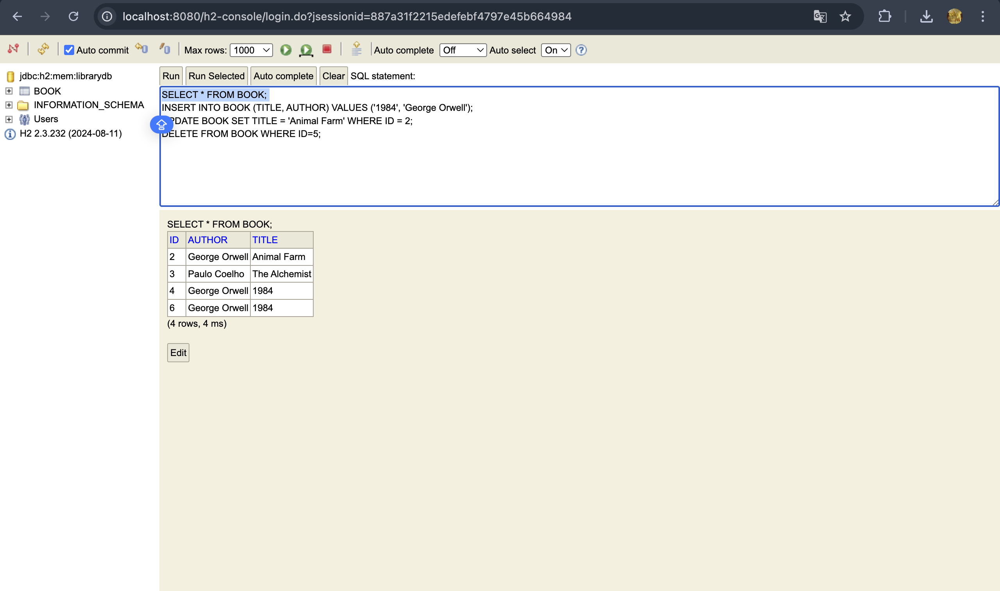 localhost:8080/h2-console/login.do?jsessionid=887a31f2215edefebf4797e45b664984
Auto commit Max rows: 1000 Auto complete Off Auto select On
jdbc:h2:mem:librarydb
BOOK
INFORMATION_SCHEMA
Users
H2 2.3.232 (2024-08-11)
Run Run Selected Auto complete Clear SQL statement:
SELECT * FROM BOOK;
INSERT INTO BOOK (TITLE, AUTHOR) VALUES ('1984', 'George Orwell');
PDATE BOOK SET TITLE = 'Animal Farm' WHERE ID = 2;
DELETE FROM BOOK WHERE ID=5;
SELECT * FROM BOOK;
ID AUTHOR TITLE
2 George Orwell Animal Farm
3 Paulo Coelho The Alchemist
4 George Orwell 1984
6 George Orwell 1984
(4 rows, 4 ms)
Edit